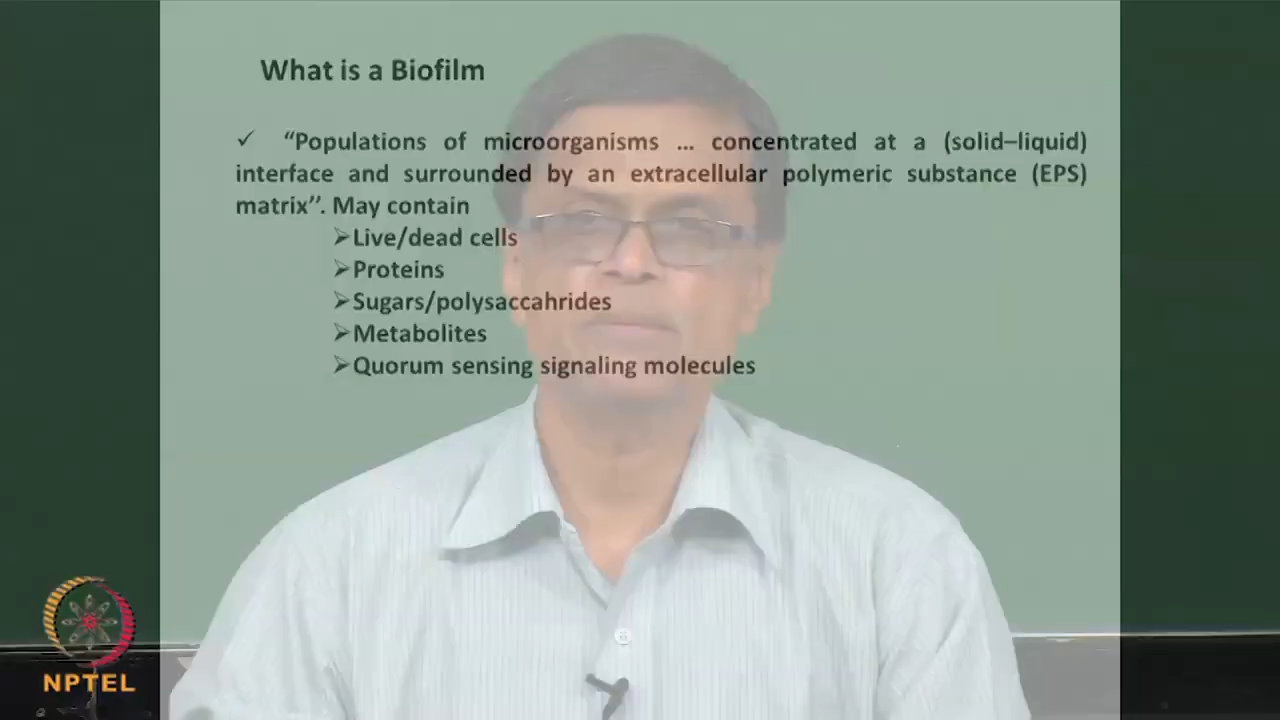 What is a Biofilm
✓ “Populations of microorganisms … concentrated at a (solid–liquid)
interface and surrounded by an extracellular polymeric substance (EPS)
matrix”. May contain
➢Live/dead cells
➢Proteins
➢Sugars/polysaccahrides
➢Metabolites
➢Quorum sensing signaling molecules
NPTEL